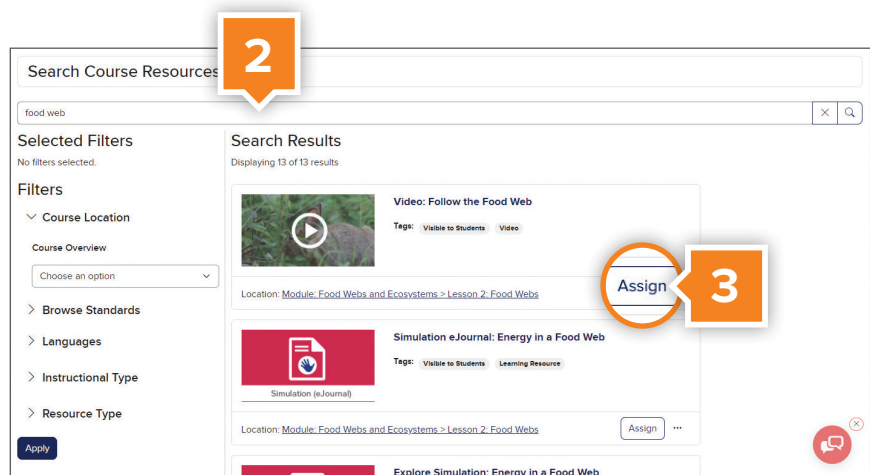 2
Search Course Resources
food web
Selected Filters
No filters selected.
Filters
Course Location
Course Overview
Choose an option
Browse Standards
Languages
Instructional Type
Resource Type
Apply
Search Results
Displaying 13 of 13 results
Video: Follow the Food Web
Tags: Visible to Students Video
Location: Module: Food Webs and Ecosystems > Lesson 2: Food Webs
Assign
3
Simulation eJournal: Energy in a Food Web
Tags: Visible to Students Learning Resource
Simulation (eJournal)
Location: Module: Food Webs and Ecosystems > Lesson 2: Food Webs
Assign ...
Explore Simulation: Energy in a Food Web